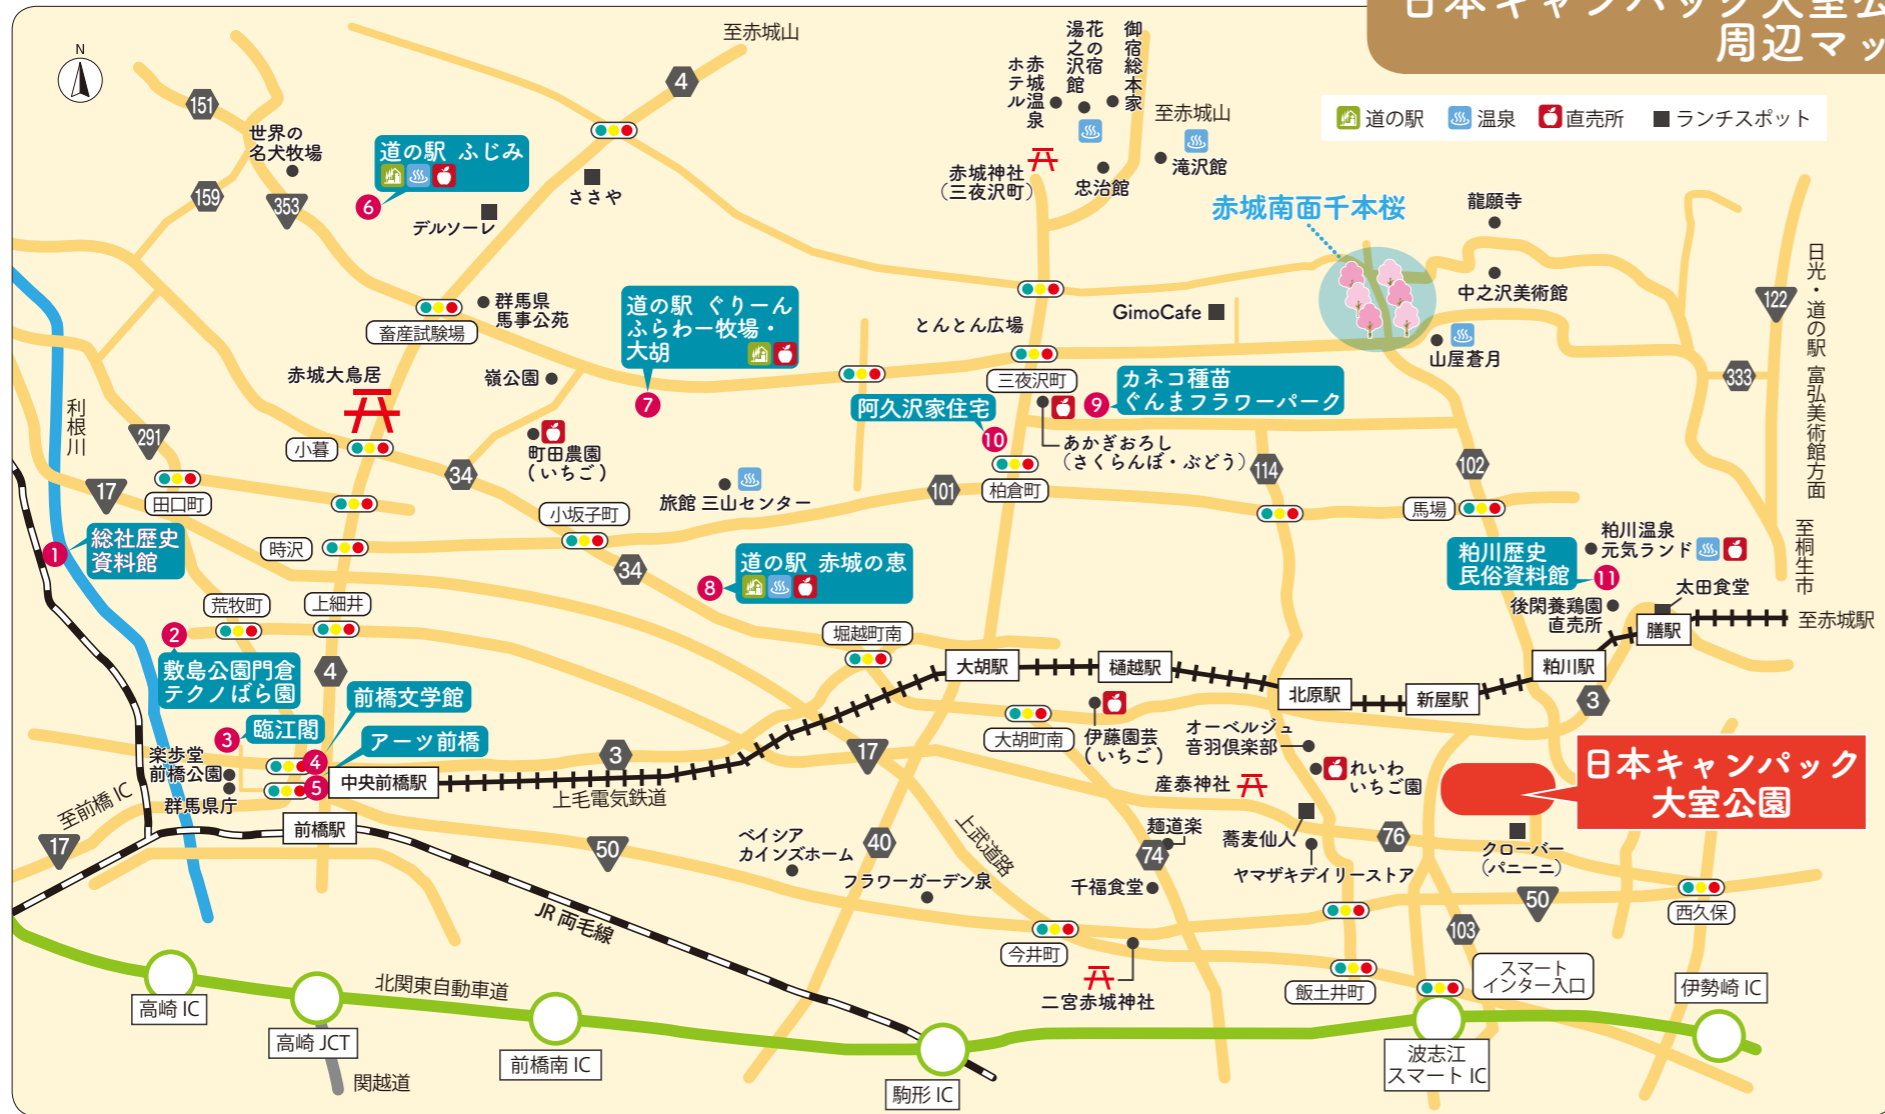 日本キャンパック大室公
周辺マッ
道の駅
温泉
直売所
ランチスポット
N
至赤城山
4
151
世界の
名犬牧場
159
353
道の駅 ふじみ
6
デルソーレ
ささや
赤城温泉
ホテル
花の宿
湯之沢館
御宿総本家
至赤城山
滝沢館
忠治館
赤城神社
（三夜沢町）
赤城南面千本桜
龍願寺
中之沢美術館
山屋蒼月
122
333
日光・道の駅 富弘美術館方面
至桐生市
群馬県
馬事公苑
畜産試験場
道の駅 ぐりーん
ふらわー牧場・
大胡
7
とんとん広場
GimoCafe
三夜沢町
カネコ種苗
ぐんまフラワーパーク
9
阿久沢家住宅
10
あかぎおろし
（さくらんぼ・ぶどう）
赤城大鳥居
嶺公園
利根川
291
小暮
34
町田農園
(いちご)
旅館 三山センター
101
柏倉町
114
102
馬場
17
田口町
小坂子町
時沢
34
1
総社歴史
資料館
道の駅 赤城の恵
8
粕川温泉
元気ランド
粕川歴史
民俗資料館
11
後閑養鶏園
直売所
太田食堂
荒牧町
上細井
2
敷島公園門倉
テクノばら園
4
堀越町南
大胡駅
樋越駅
北原駅
新屋駅
粕川駅
膳駅
至赤城駅
3
前橋文学館
3
臨江閣
アーツ前橋
4
5
楽歩堂
前橋公園
群馬県庁
中央前橋駅
3
上毛電気鉄道
17
大胡町南
伊藤園芸
(いちご)
オーベルジュ
音羽倶楽部
れいわ
いちご園
産泰神社
日本キャンパック
大室公園
至前橋 IC
17
前橋駅
50
ベイシア
カインズホーム
40
フラワーガーデン泉
上武道路
麺道楽
74
千福食堂
蕎麦仙人
ヤマザキデイリーストア
76
クローバー
(パニーニ)
50
西久保
JR 両毛線
今井町
二宮赤城神社
103
飯土井町
スマート
インター入口
北関東自動車道
高崎 IC
高崎 JCT
関越道
前橋南 IC
駒形 IC
波志江
スマート IC
伊勢崎 IC